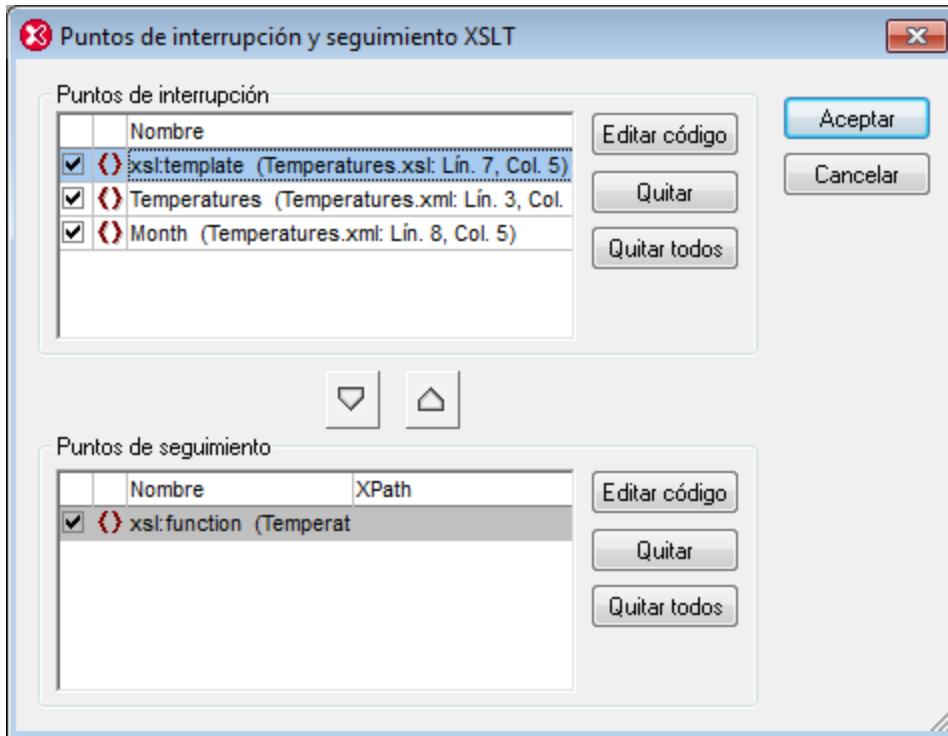 Puntos de interrupción y seguimiento XSLT
Puntos de interrupción
Nombre
xsl:template (Temperatures.xsl: Lín. 7, Col. 5)
Temperatures (Temperatures.xml: Lín. 3, Col.
Month (Temperatures.xml: Lín. 8, Col. 5)
Editar código
Quitar
Quitar todos
Aceptar
Cancelar
Puntos de seguimiento
Nombre XPath
xsl:function (Temperat
Editar código
Quitar
Quitar todos